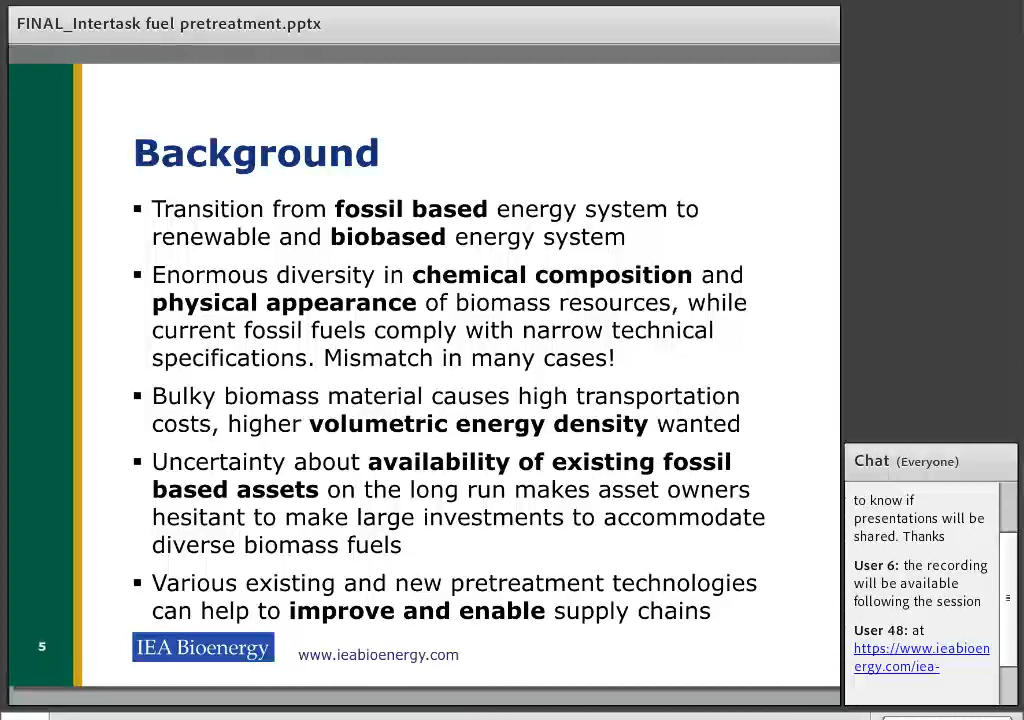 FINAL_Intertask fuel pretreatment.pptx
Background
▪ Transition from fossil based energy system to
renewable and biobased energy system
▪ Enormous diversity in chemical composition and
physical appearance of biomass resources, while
current fossil fuels comply with narrow technical
specifications. Mismatch in many cases!
▪ Bulky biomass material causes high transportation
costs, higher volumetric energy density wanted
▪ Uncertainty about availability of existing fossil
based assets on the long run makes asset owners
hesitant to make large investments to accommodate
diverse biomass fuels
▪ Various existing and new pretreatment technologies
can help to improve and enable supply chains
5
IEA Bioenergy
www.ieabioenergy.com
Chat (Everyone)
to know if
presentations will be
shared. Thanks
User 6: the recording
will be available
following the session
User 48: at
https://www.ieabioen
ergy.com/iea-